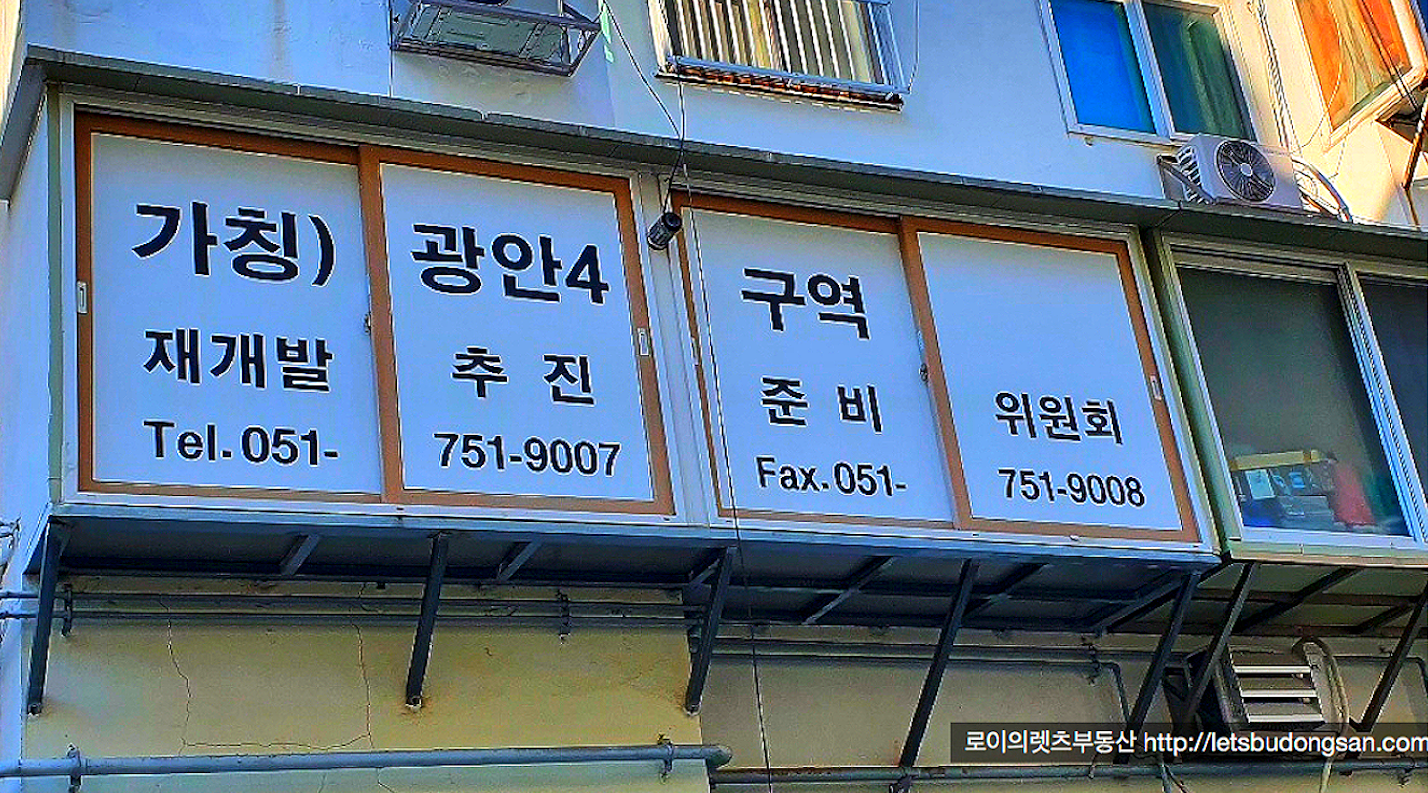 가칭) 광안4 구역
재개발 추 진 준 비 위원회
Tel. 051- 751-9007 Fax. 051- 751-9008
로이의렛츠부동산 http://letsbudongsan.com